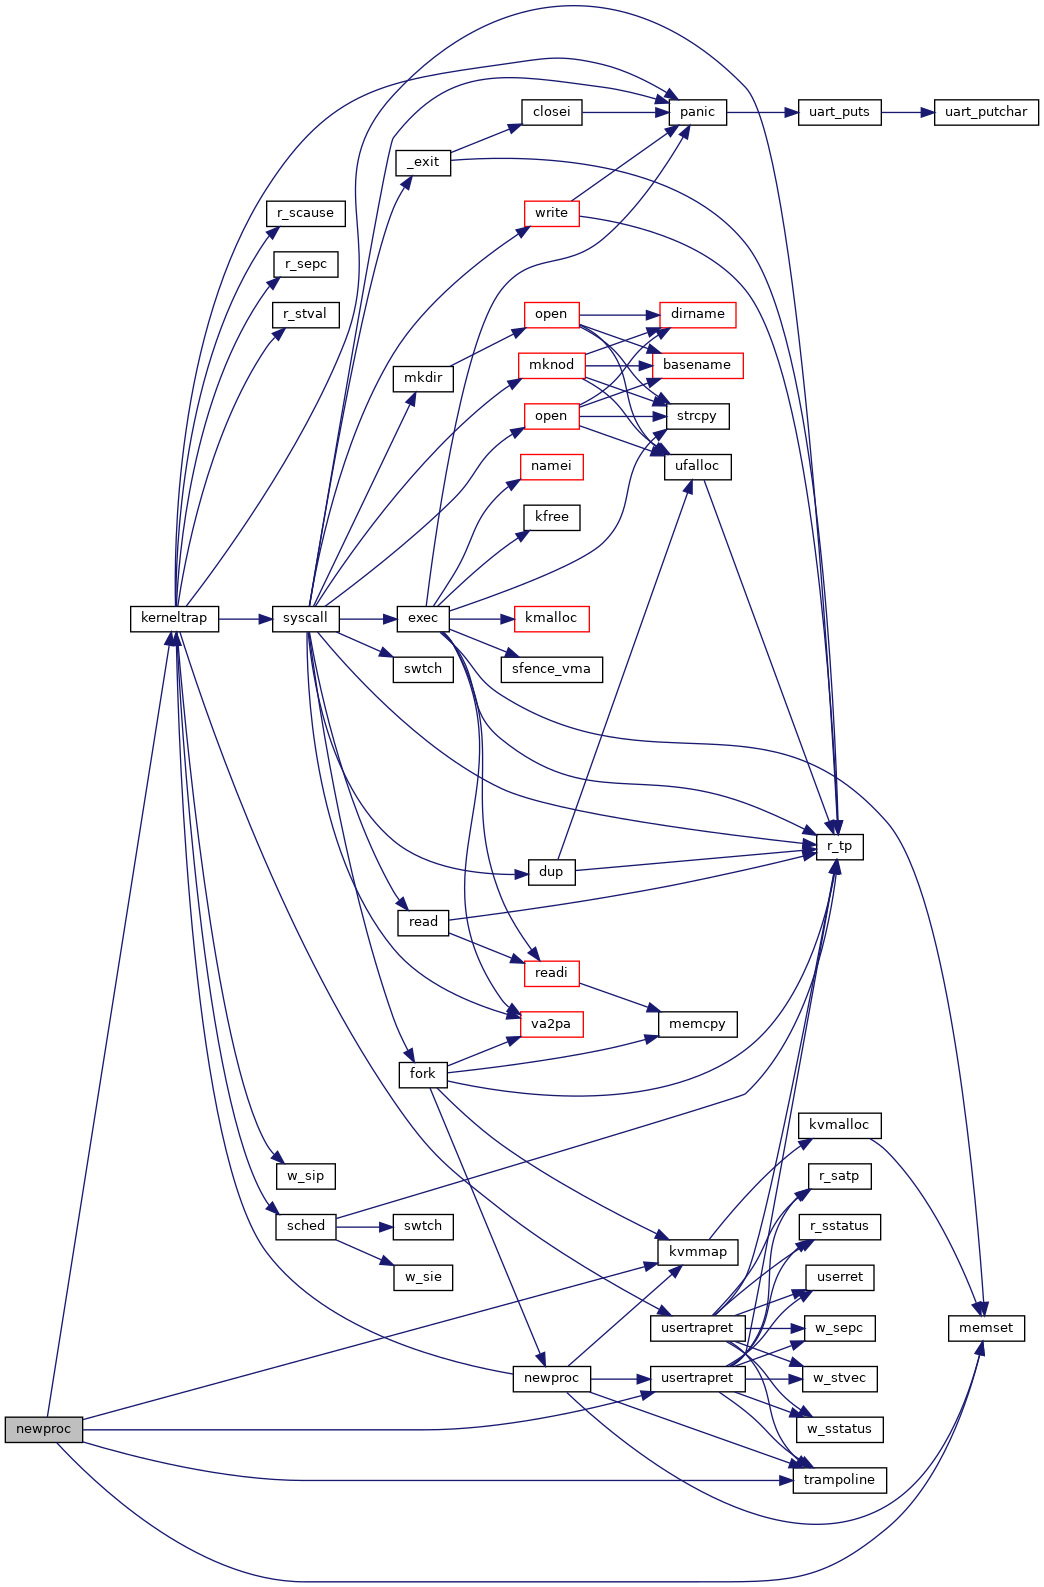 closei
panic
uart_puts
uart_putchar
_exit
r_scause
write
r_sepc
r_stval
open
dirname
mknod
basename
mkdir
open
strcpy
namei
ufalloc
kfree
kerneltrap
syscall
exec
kmalloc
swtch
sfence_vma
r_tp
dup
read
readi
va2pa
memcpy
fork
kvmalloc
w_sip
r_satp
sched
swtch
r_sstatus
kvmmap
w_sie
userret
usertrapret
w_sepc
memset
newproc
usertrapret
w_stvec
newproc
w_sstatus
trampoline